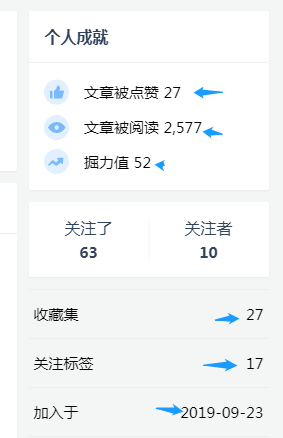 个人成就
文章被点赞 27
文章被阅读 2,577
掘力值 52
关注了 关注者
63 10
收藏集 27
关注标签 17
加入于 2019-09-23